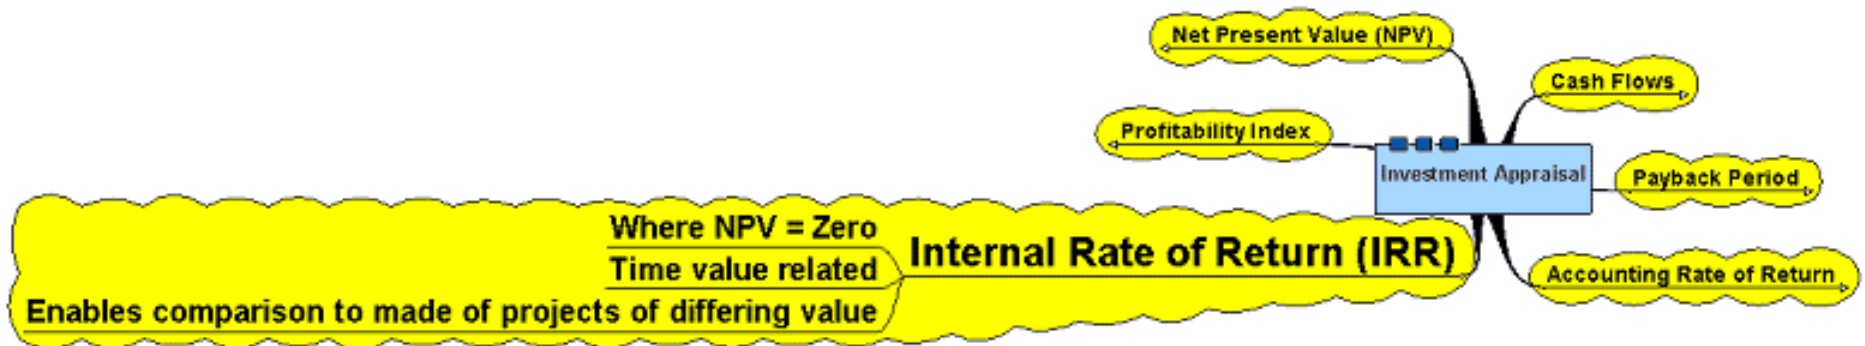 Net Present Value (NPV)
Cash Flows
Profitability Index
Investment Appraisal
Payback Period
Where NPV = Zero
Internal Rate of Return (IRR)
Time value related
Accounting Rate of Return
Enables comparison to made of projects of differing value